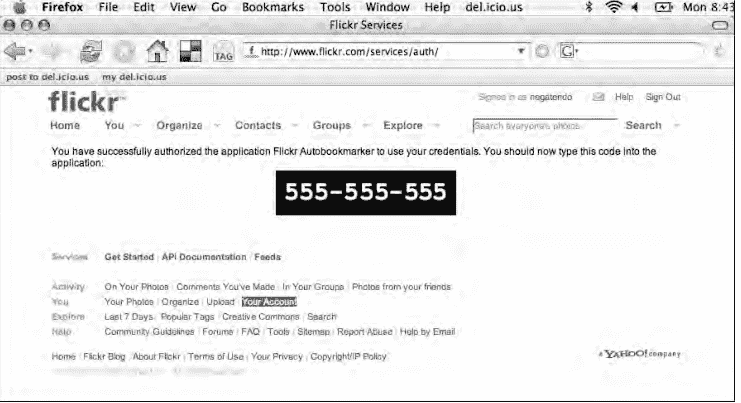 Firefox File Edit View Go Bookmarks Tools Window Help del.icio.us Mon 8:43
Flickr Services
TAG http://www.flickr.com/services/auth/ G
post to del.icio.us my del.icio.us
flickr
Signed in as negatendo Help Sign Out
Home You Organize Contacts Groups Explore Search everyone's photos Search
You have successfully authorized the application Flickr Autobookmarker to use your credentials. You should now type this code into the
application:
555-555-555
Services Get Started | API Documentation | Feeds
Activity On Your Photos | Comments You've Made | In Your Groups | Photos from your friends
You Your Photos | Organize | Upload | Your Account
Explore Last 7 Days | Popular Tags | Creative Commons | Search
Help Community Guidelines | Forums | FAQ | Tools | Sitemap | Report Abuse | Help by Email
Home | Flickr Blog | About Flickr | Terms of Use | Your Privacy | Copyright/IP Policy
a YAHOO! company